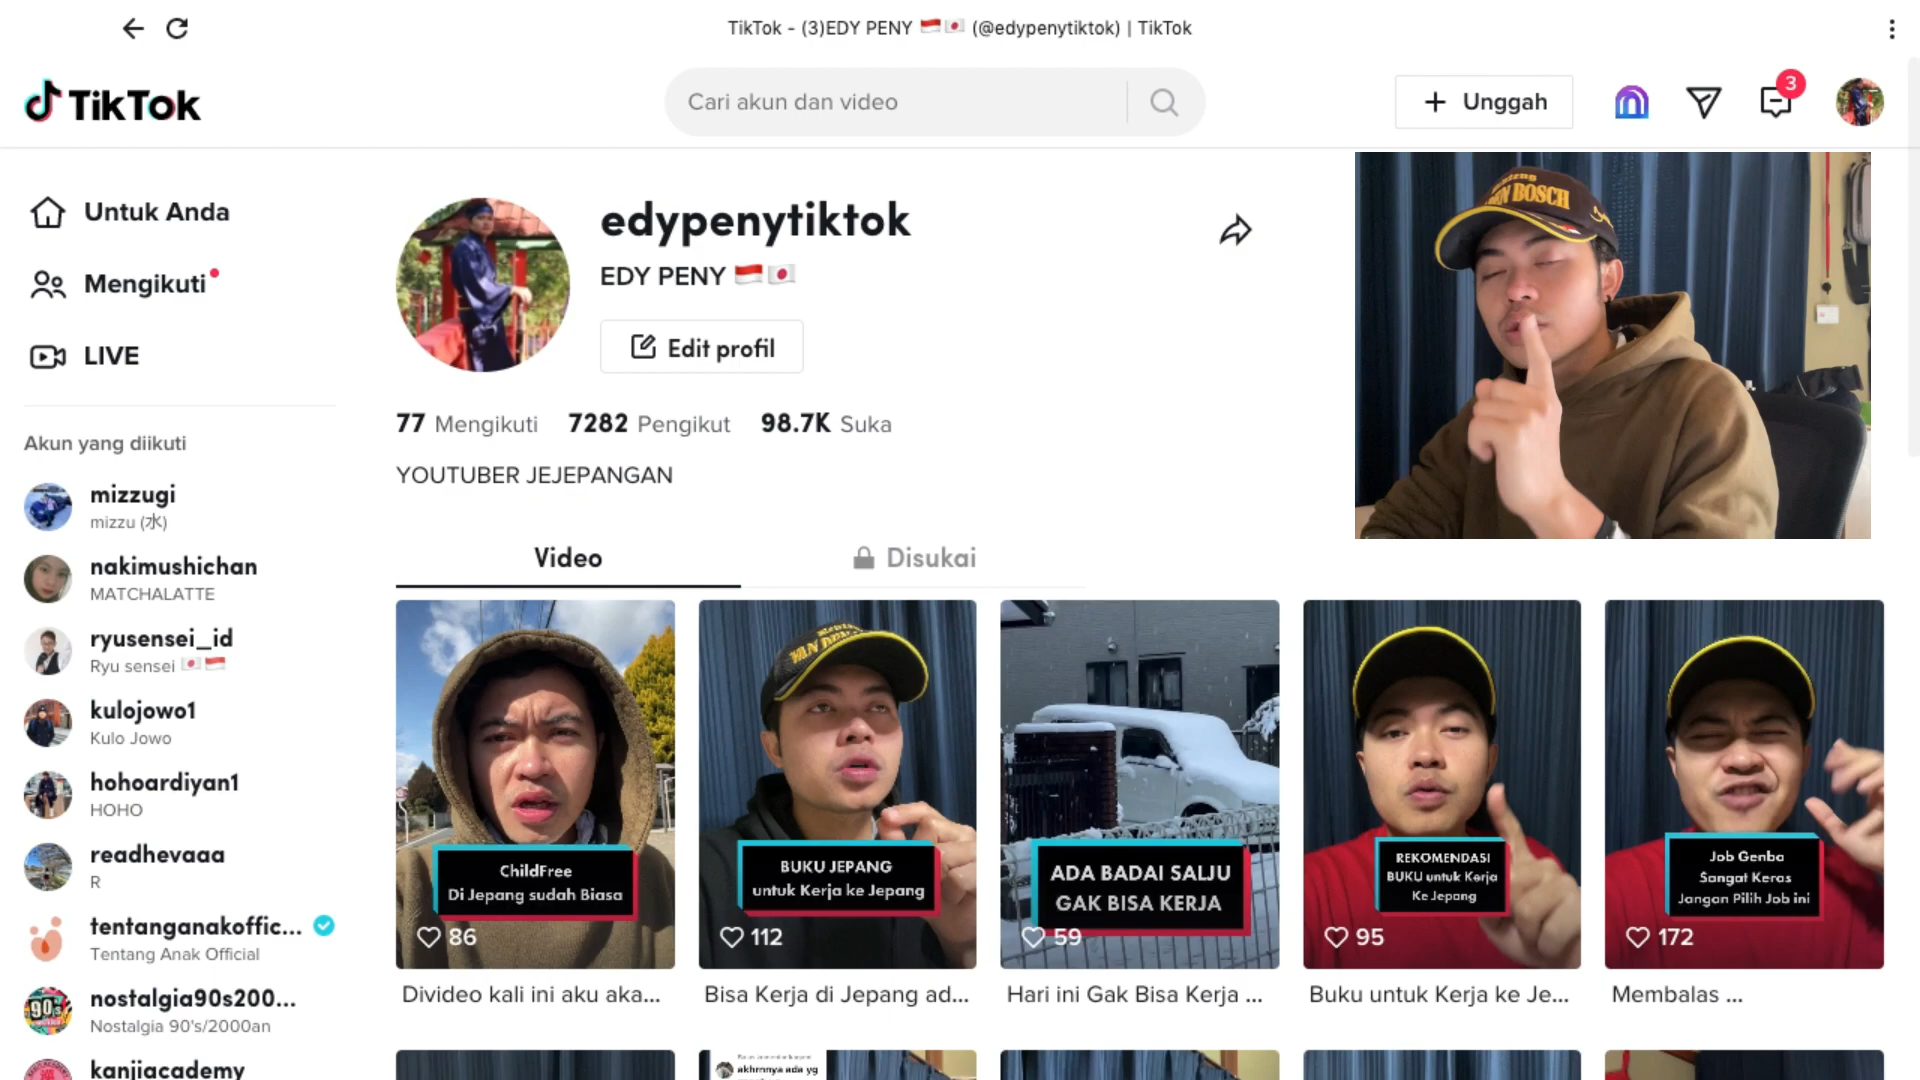 TikTok - (3)EDY PENY 🇮🇩🇯🇵 (@edypenytiktok) | TikTok
TikTok
Cari akun dan video
+ Unggah
3
Untuk Anda
Mengikuti
LIVE
Akun yang diikuti
mizzugi
mizzu (水)
nakimushichan
MATCHALATTE
ryusensei_id
Ryu sensei 🇯🇵🇮🇩
kulojowo1
Kulo Jowo
hohoardiyan1
HOHO
readhevaaa
R
tentanganakoffic...
Tentang Anak Official
nostalgia90s200...
Nostalgia 90's/2000an
kanjiacademy
edypenytiktok
EDY PENY 🇮🇩🇯🇵
Edit profil
77 Mengikuti 7282 Pengikut 98.7K Suka
YOUTUBER JEJEPANGAN
Video
Disukai
BOSCH
ChildFree
Di Jepang sudah Biasa
86
Divideo kali ini aku aka...
BUKU JEPANG
untuk Kerja ke Jepang
112
Bisa Kerja di Jepang ad...
ADA BADAI SALJU
GAK BISA KERJA
59
Hari ini Gak Bisa Kerja ...
REKOMENDASI
BUKU untuk Kerja
Ke Jepang
95
Buku untuk Kerja ke Je...
Job Genba
Sangat Keras
Jangan Pilih Job ini
172
Membalas ...
akhrnnya ada yg